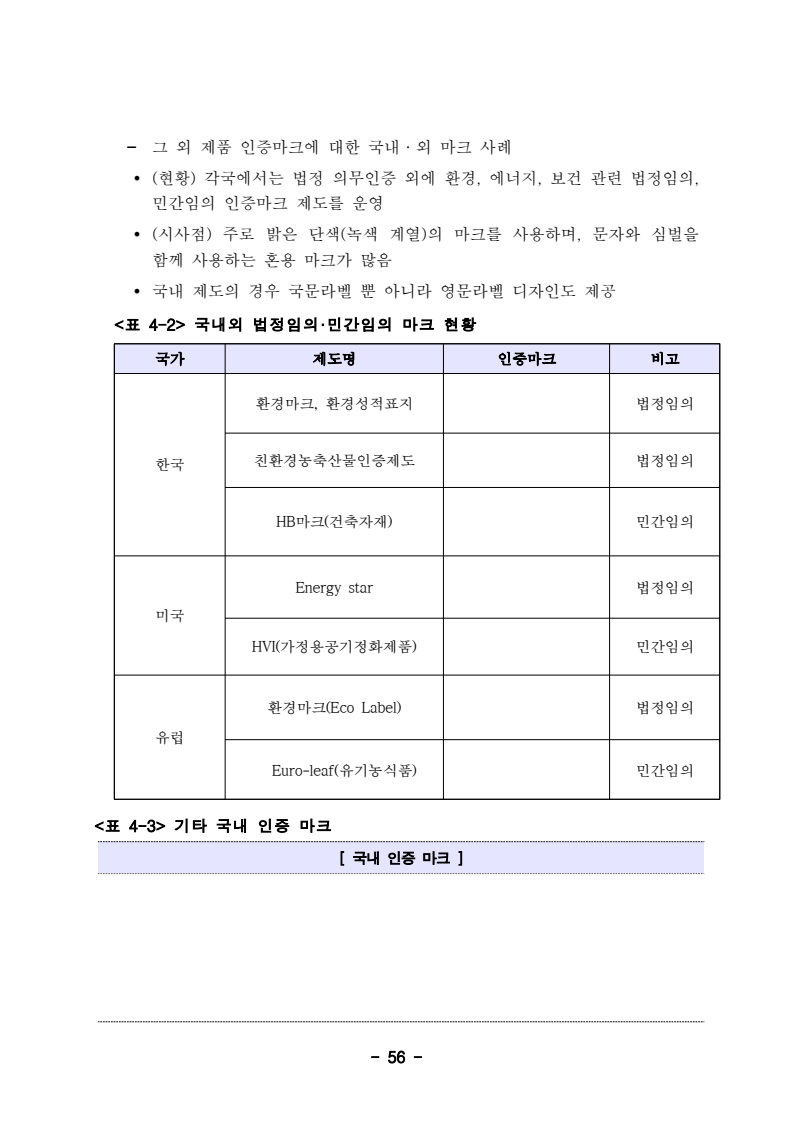 - 그 외 제품 인증마크에 대한 국내·외 마크 사례
• (현황) 각국에서는 법정 의무인증 외에 환경, 에너지, 보건 관련 법정임의,
민간임의 인증마크 제도를 운영
• (시사점) 주로 밝은 단색(녹색 계열)의 마크를 사용하며, 문자와 심벌을
함께 사용하는 혼용 마크가 많음
• 국내 제도의 경우 국문라벨 뿐 아니라 영문라벨 디자인도 제공
<표 4-2> 국내외 법정임의·민간임의 마크 현황
국가 제도명 인증마크 비고
한국
환경마크, 환경성적표지 법정임의
친환경농축산물인증제도 법정임의
HB마크(건축자재) 민간임의
미국
Energy star 법정임의
HVI(가정용공기정화제품) 민간임의
유럽
환경마크(Eco Label) 법정임의
Euro-leaf(유기농식품) 민간임의
<표 4-3> 기타 국내 인증 마크
[ 국내 인증 마크 ]
- 56 -